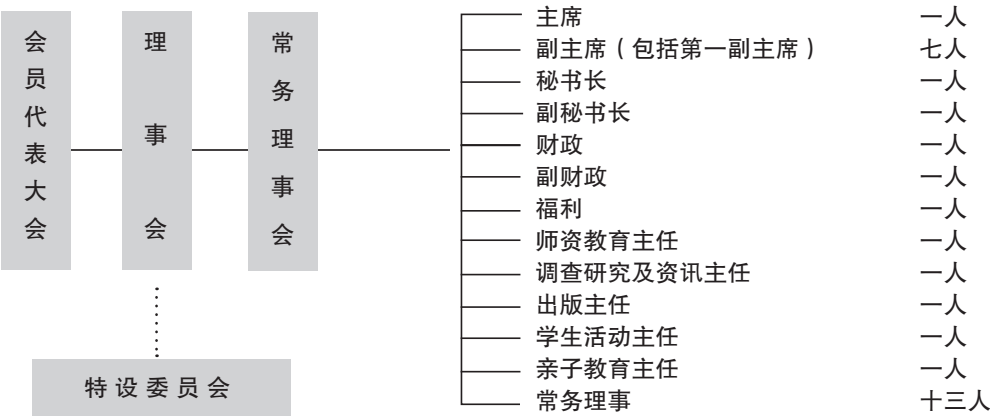 会员代表大会
理事会
常务理事会
特设委员会
主席 一人
副主席（包括第一副主席） 七人
秘书长 一人
副秘书长 一人
财政 一人
副财政 一人
福利 一人
师资教育主任 一人
调查研究及资讯主任 一人
出版主任 一人
学生活动主任 一人
亲子教育主任 一人
常务理事 十三人